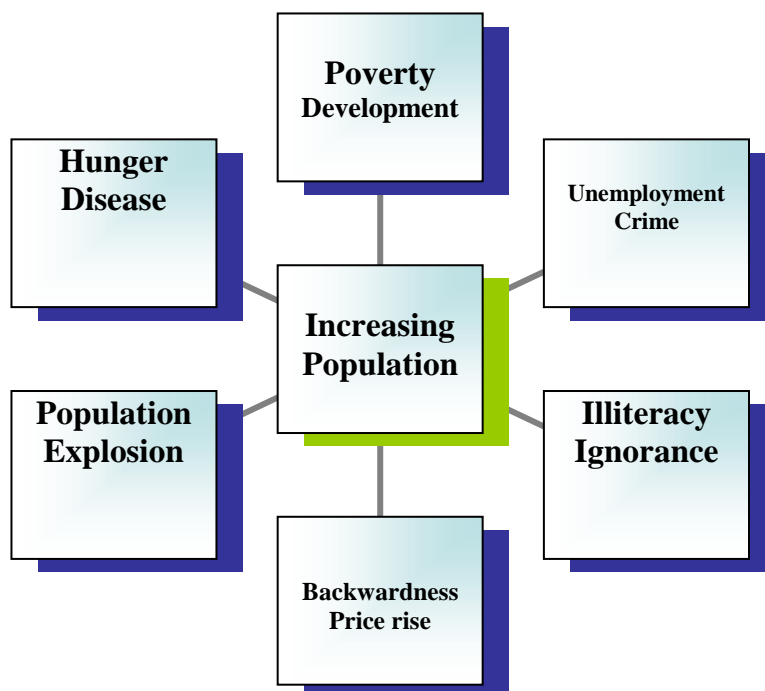 Poverty
Development
Hunger
Disease
Unemployment
Crime
Increasing
Population
Population
Explosion
Illiteracy
Ignorance
Backwardness
Price rise